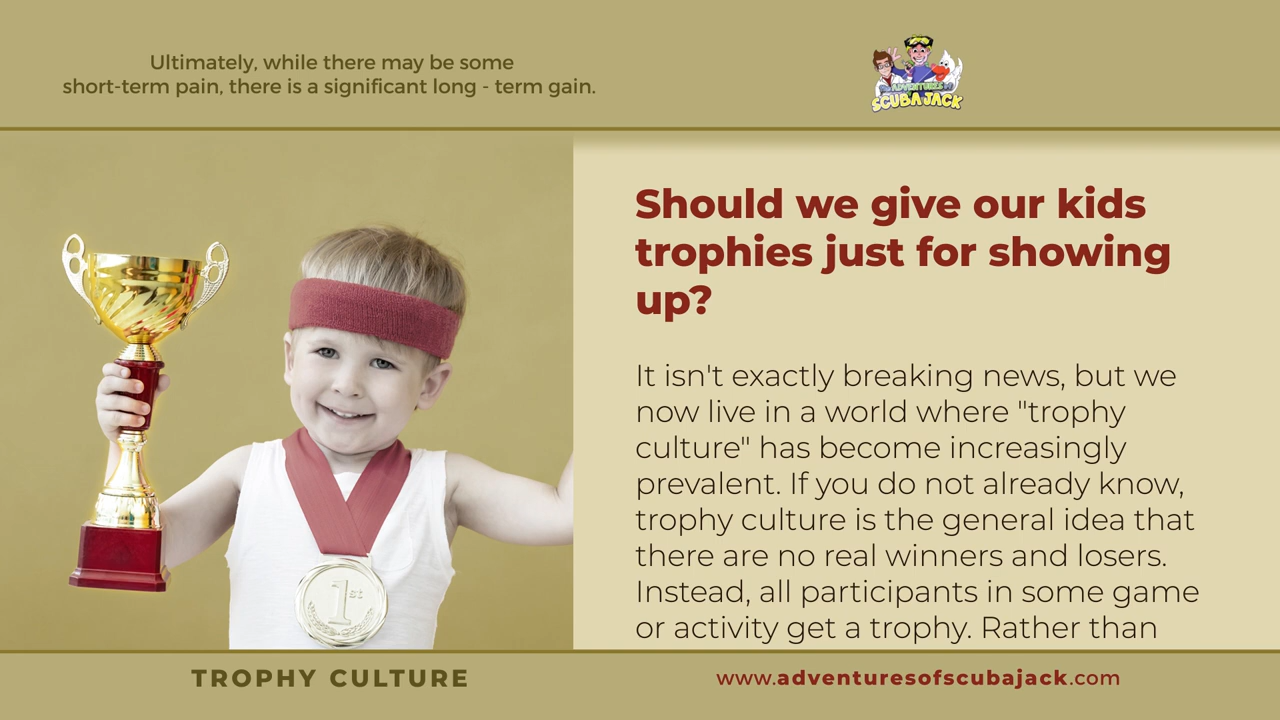 Ultimately, while there may be some
short-term pain, there is a significant long - term gain.
ADVENTURES OF
SCUBA JACK
Should we give our kids
trophies just for showing
up?
It isn't exactly breaking news, but we
now live in a world where "trophy
culture" has become increasingly
prevalent. If you do not already know,
trophy culture is the general idea that
there are no real winners and losers.
Instead, all participants in some game
or activity get a trophy. Rather than
1st
TROPHY CULTURE
www.adventuresofscubajack.com